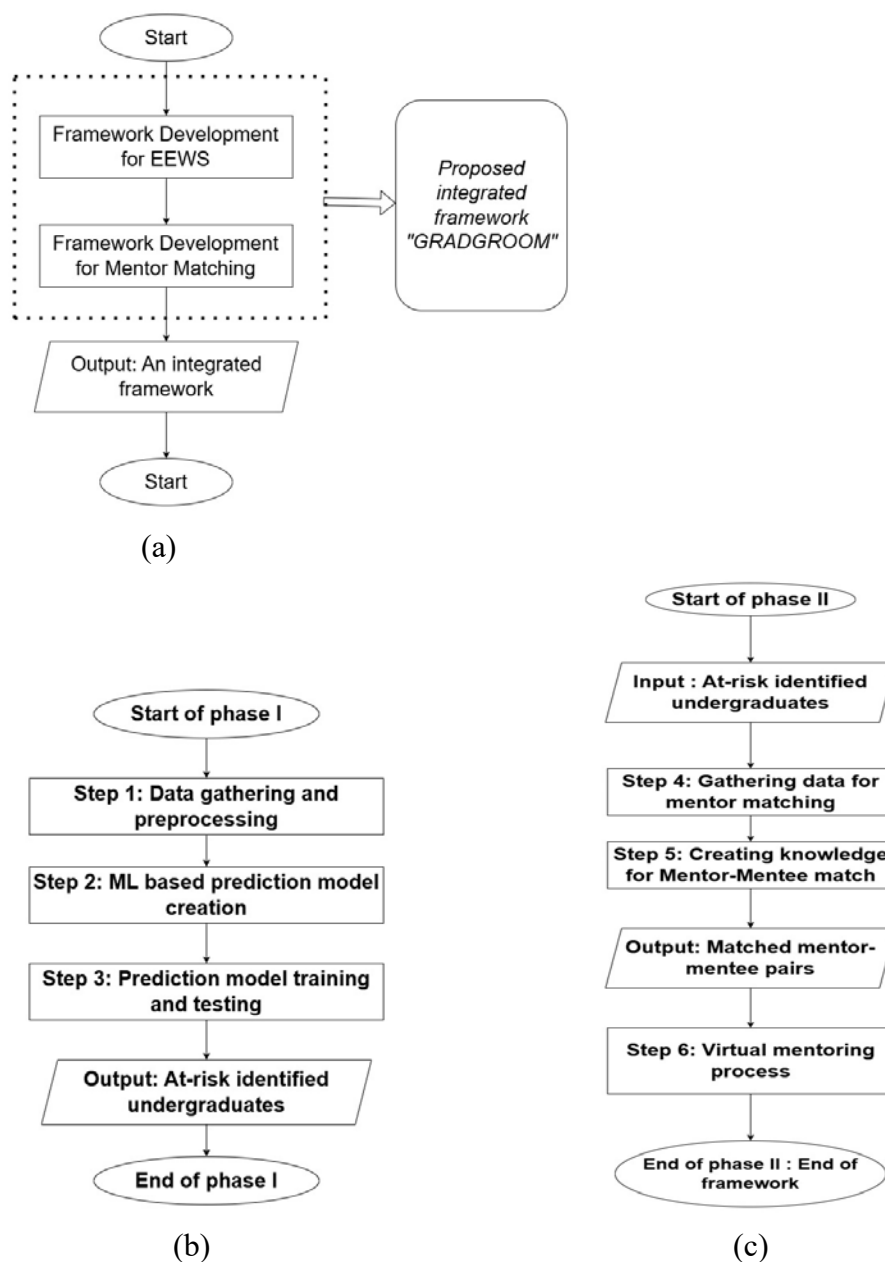 Start
Framework Development
for EEWS
Framework Development
for Mentor Matching
Output: An integrated
framework
Start
Proposed
integrated
framework
"GRADGROOM"
(a)
Start of phase I
Step 1: Data gathering and
preprocessing
Step 2: ML based prediction model
creation
Step 3: Prediction model training
and testing
Output: At-risk identified
undergraduates
End of phase I
(b)
Start of phase II
Input : At-risk identified
undergraduates
Step 4: Gathering data for
mentor matching
Step 5: Creating knowledge
for Mentor-Mentee match
Output: Matched mentor-
mentee pairs
Step 6: Virtual mentoring
process
End of phase II : End of
framework
(c)